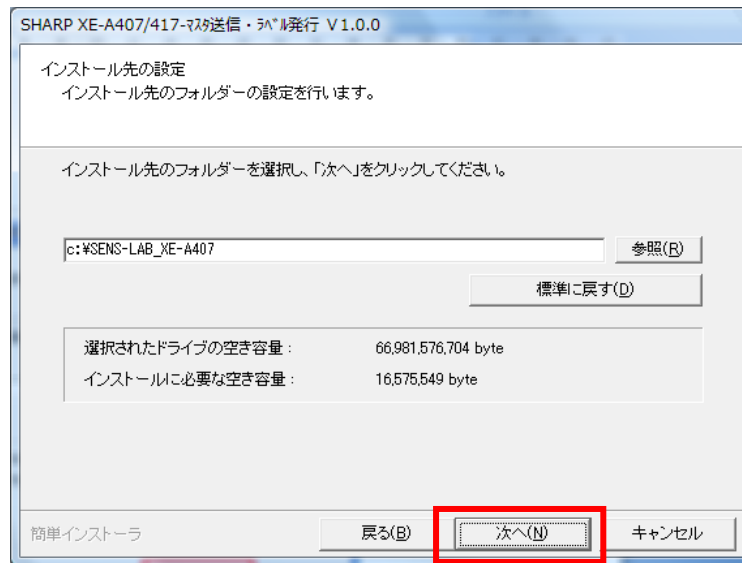 SHARP XE-A407/417-ﾏｽﾀ送信・ﾗﾍﾞﾙ発行 V1.0.0
インストール先の設定
インストール先のフォルダーの設定を行います。
インストール先のフォルダーを選択し、「次へ」をクリックしてください。
c:¥SENS-LAB_XE-A407
参照(R)
標準に戻す(D)
選択されたドライブの空き容量： 66,981,576,704 byte
インストールに必要な空き容量： 16,575,549 byte
簡単インストーラ
戻る(B) 次へ(N) キャンセル